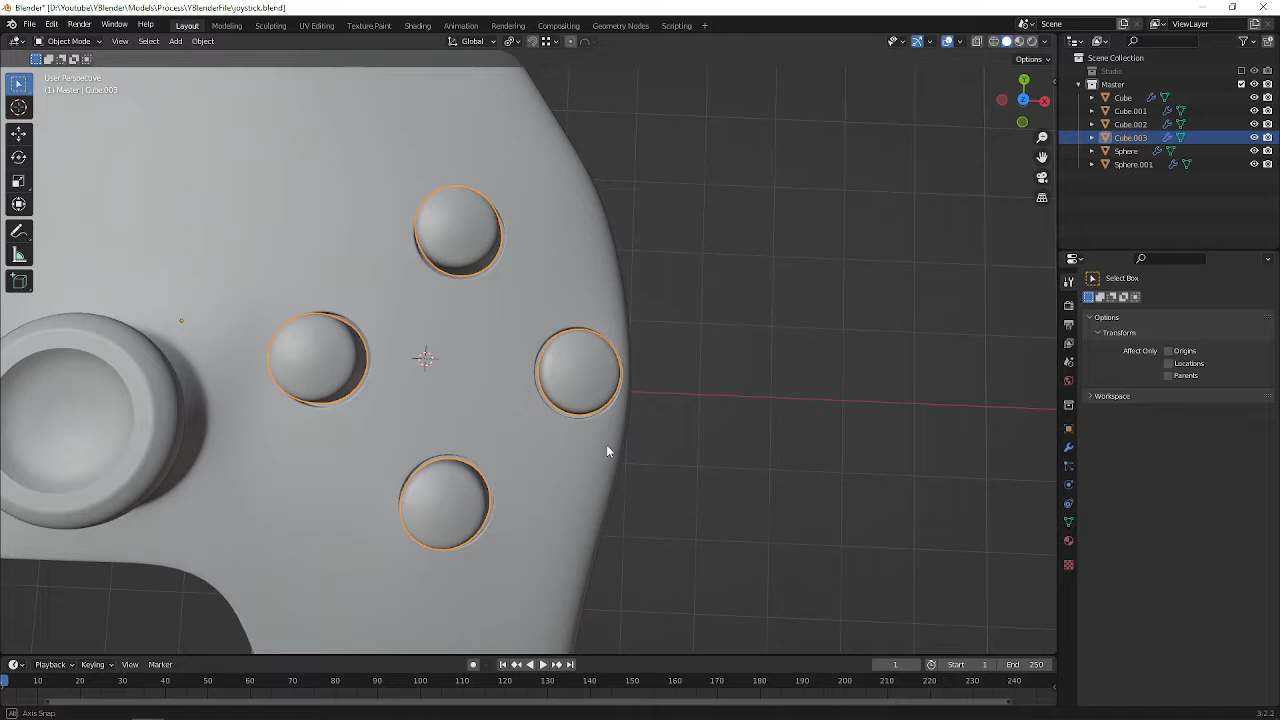 Blender* [D:\Youtube\YBlender\Models\Process\YBlenderFile\joystick.blend]
File Edit Render Window Help Layout Modeling Sculpting UV Editing Texture Paint Shading Animation Rendering Compositing Geometry Nodes Scripting + Scene ViewLayer
Object Mode View Select Add Object Global
Options
User Perspective
(1) Master | Cube.003
Y
Z
X
Scene Collection
Studio
Master
Cube
Cube.001
Cube.002
Cube.003
Sphere
Sphere.001
Select Box
Options
Transform
Affect Only Origins
Locations
Parents
Workspace
Playback Keying View Marker 1 Start 1 End 250
10 20 30 40 50 60 70 80 90 100 110 120 130 140 150 160 170 180 190 200 210 220 230 240
Alt Axis Snap 3.2.2